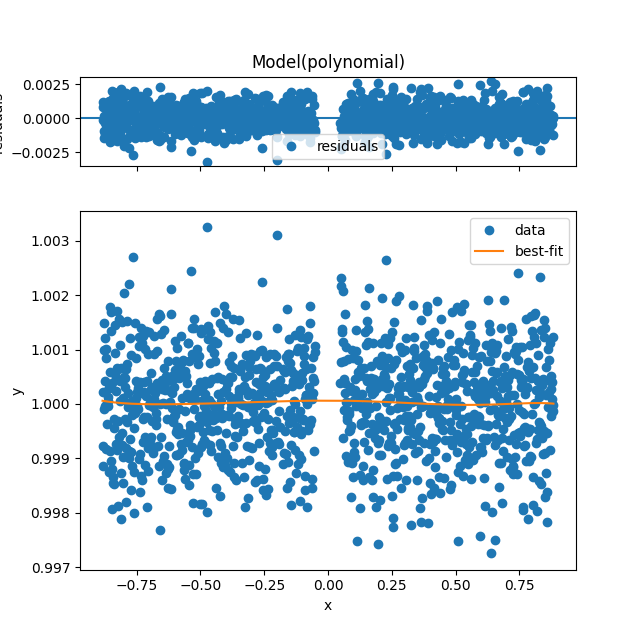 Model(polynomial)
0.0025
0.0000
−0.0025
residuals
residuals
1.003
1.002
1.001
1.000
0.999
0.998
0.997
y
data
best-fit
−0.75
−0.50
−0.25
0.00
0.25
0.50
0.75
x